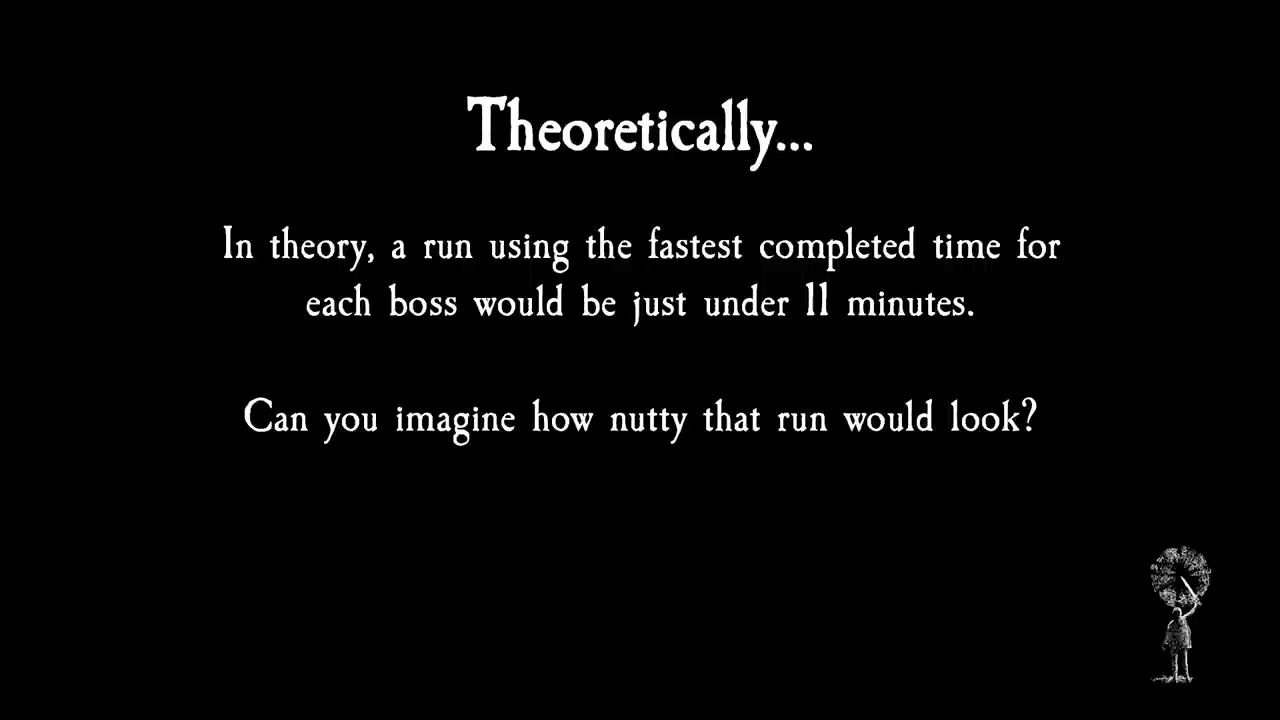 Theoretically...
In theory, a run using the fastest completed time for
each boss would be just under 11 minutes.
Can you imagine how nutty that run would look?